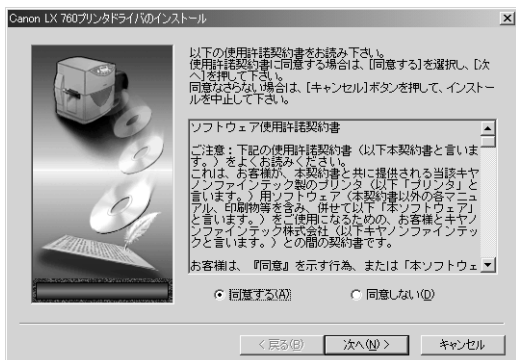 Canon LX 760プリンタドライバのインストール
以下の使用許諾契約書をお読み下さい。
使用許諾契約書に同意する場合は、[同意する]を選択し、[次
へ]を押して下さい。
同意なさらない場合は、[キャンセル]ボタンを押して、インストー
ルを中止して下さい。
ソフトウェア使用許諾契約書
ご注意：下記の使用許諾契約書（以下本契約書と言いま
す。）をよくお読みください。
これは、お客様が、本契約書と共に提供される当該キヤ
ノンファインテック製のプリンタ（以下「プリンタ」と
言います。）用ソフトウェア（本契約書以外の各マニュ
アル、印刷物等を含み、併せて以下「本ソフトウェア」
と言います。）をご使用になるための、お客様とキヤノ
ンファインテック株式会社（以下キヤノンファインテッ
クと言います。）との間の契約書です。
お客様は、『同意』を示す行為、または「本ソフトウェ
同意する(A)
同意しない(D)
< 戻る(B)
次へ(N) >
キャンセル